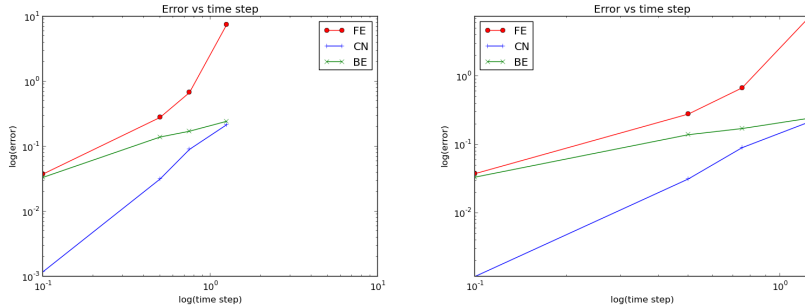 Error vs time step
10^1
10^0
10^-1
10^-2
10^-3
log(error)
FE
CN
BE
10^-1
10^0
10^1
log(time step)
Error vs time step
10^0
10^-1
10^-2
log(error)
FE
CN
BE
10^-1
10^0
log(time step)